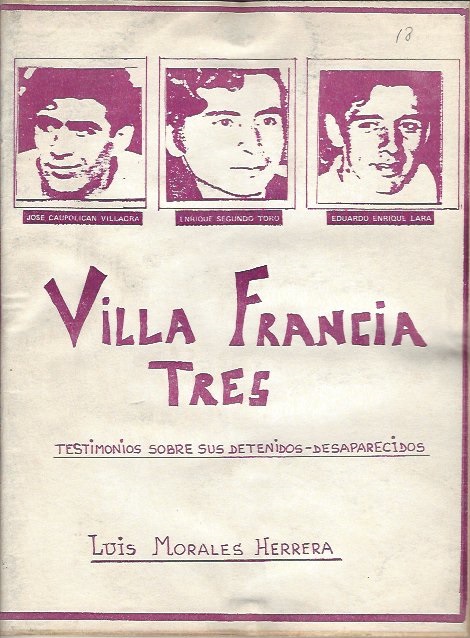 18
JOSE CAUPOLICAN VILLAGRA
ENRIQUE SEGUNDO TORO
EDUARDO ENRIQUE LARA
VILLA FRANCIA
TRES
TESTIMONIOS SOBRE SUS DETENIDOS-DESAPARECIDOS
LUIS MORALES HERRERA